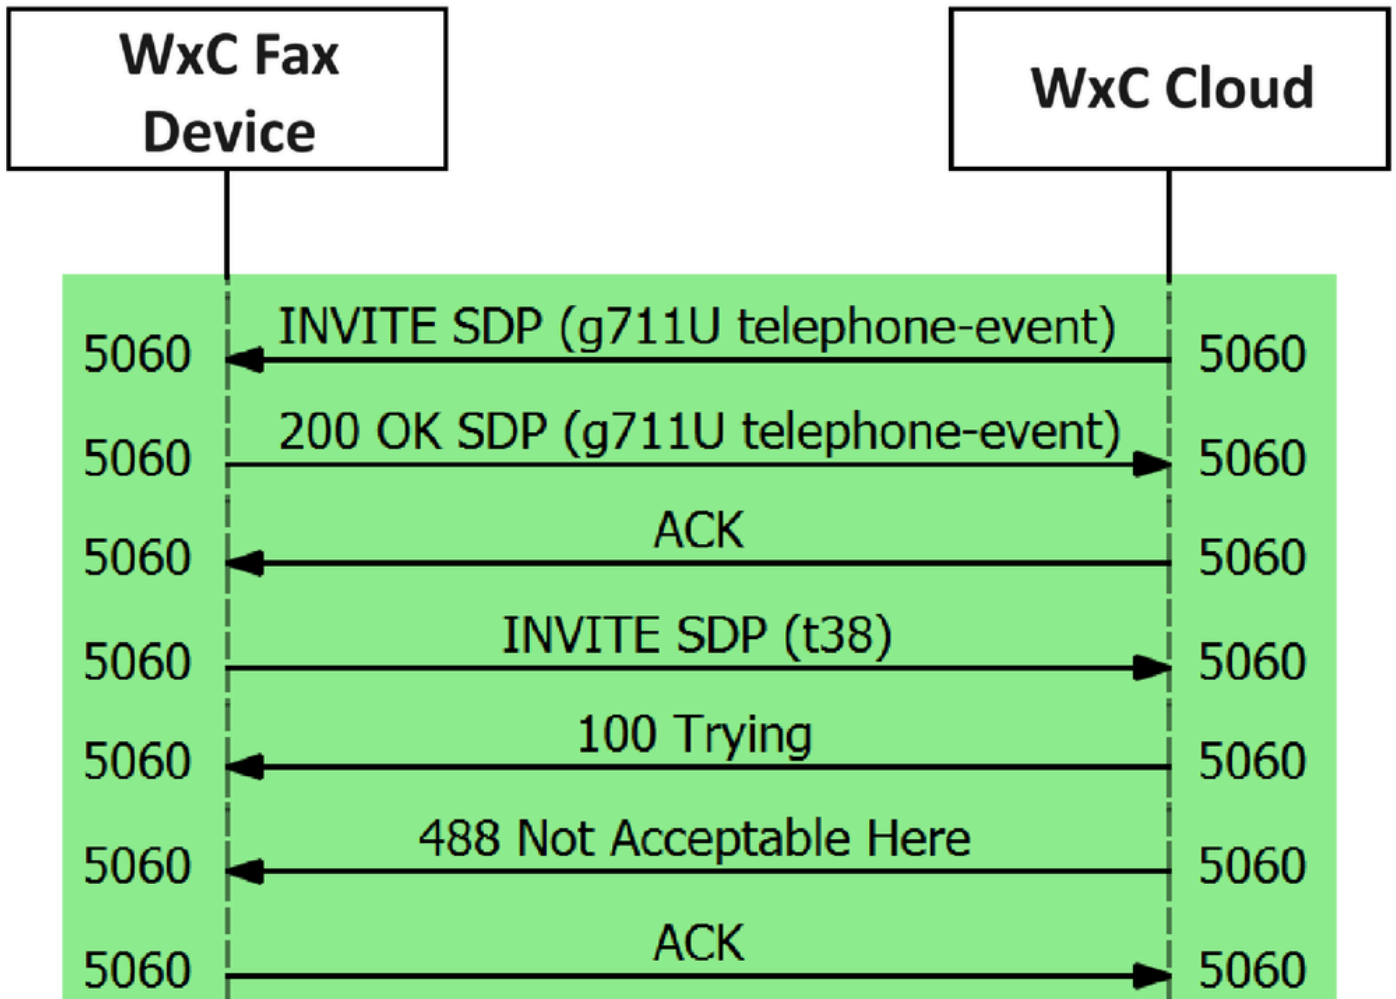 WxC Fax
Device
WxC Cloud
INVITE SDP (g711U telephone-event)
5060
5060
200 OK SDP (g711U telephone-event)
5060
5060
ACK
5060
5060
INVITE SDP (t38)
5060
5060
100 Trying
5060
5060
488 Not Acceptable Here
5060
5060
ACK
5060
5060